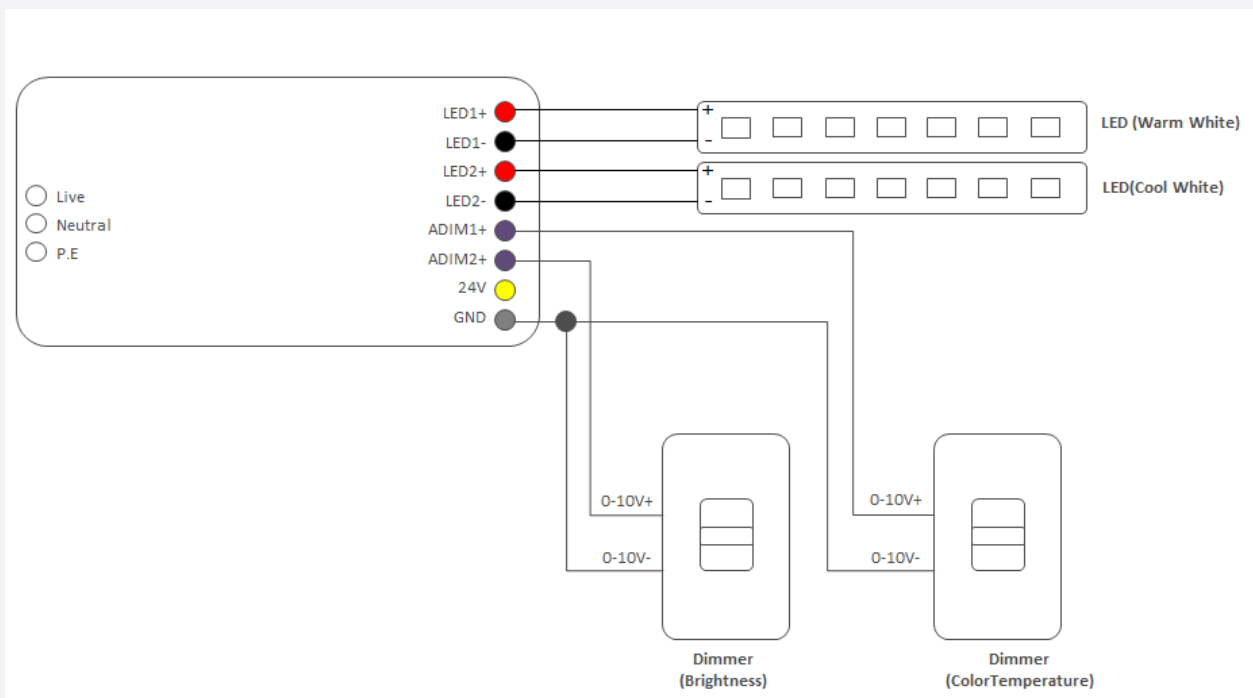 LED1+
LED1-
LED2+
LED2-
ADIM1+
ADIM2+
24V
GND
Live
Neutral
P.E
+
-
LED (Warm White)
+
-
LED(Cool White)
0-10V+
0-10V-
0-10V+
0-10V-
Dimmer
(Brightness)
Dimmer
(ColorTemperature)